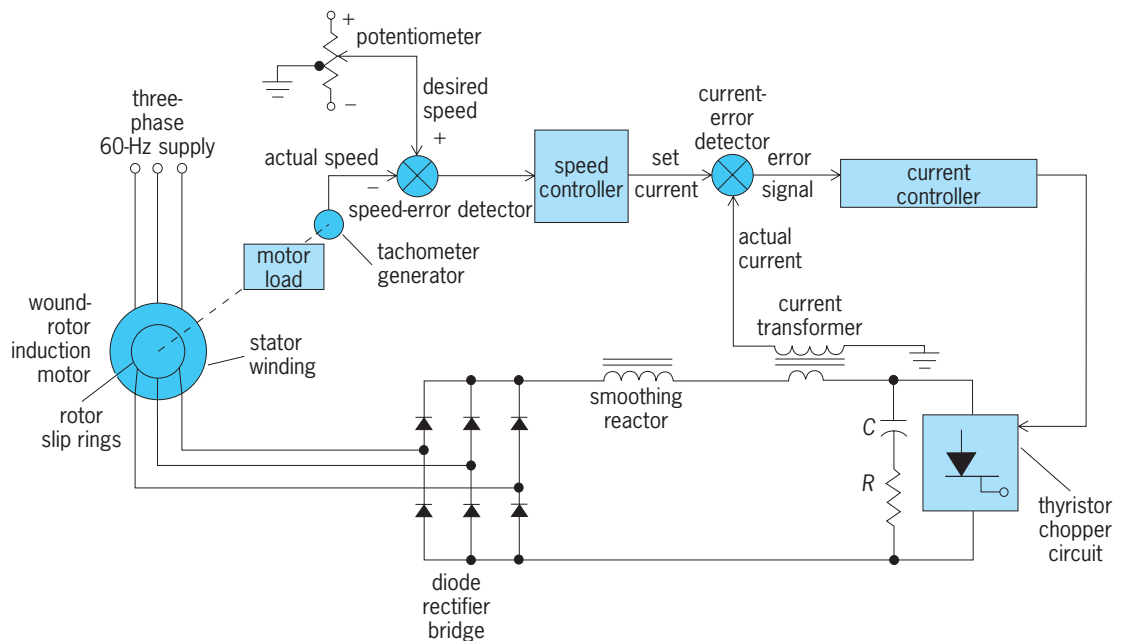 +
potentiometer
−
desired
speed
+
three-
phase
60-Hz supply
actual speed
−
speed-error detector
speed
controller
set
current
current-
error
detector
error
signal
current
controller
tachometer
generator
motor
load
actual
current
current
transformer
wound-
rotor
induction
motor
stator
winding
rotor
slip rings
smoothing
reactor
C
R
thyristor
chopper
circuit
diode
rectifier
bridge